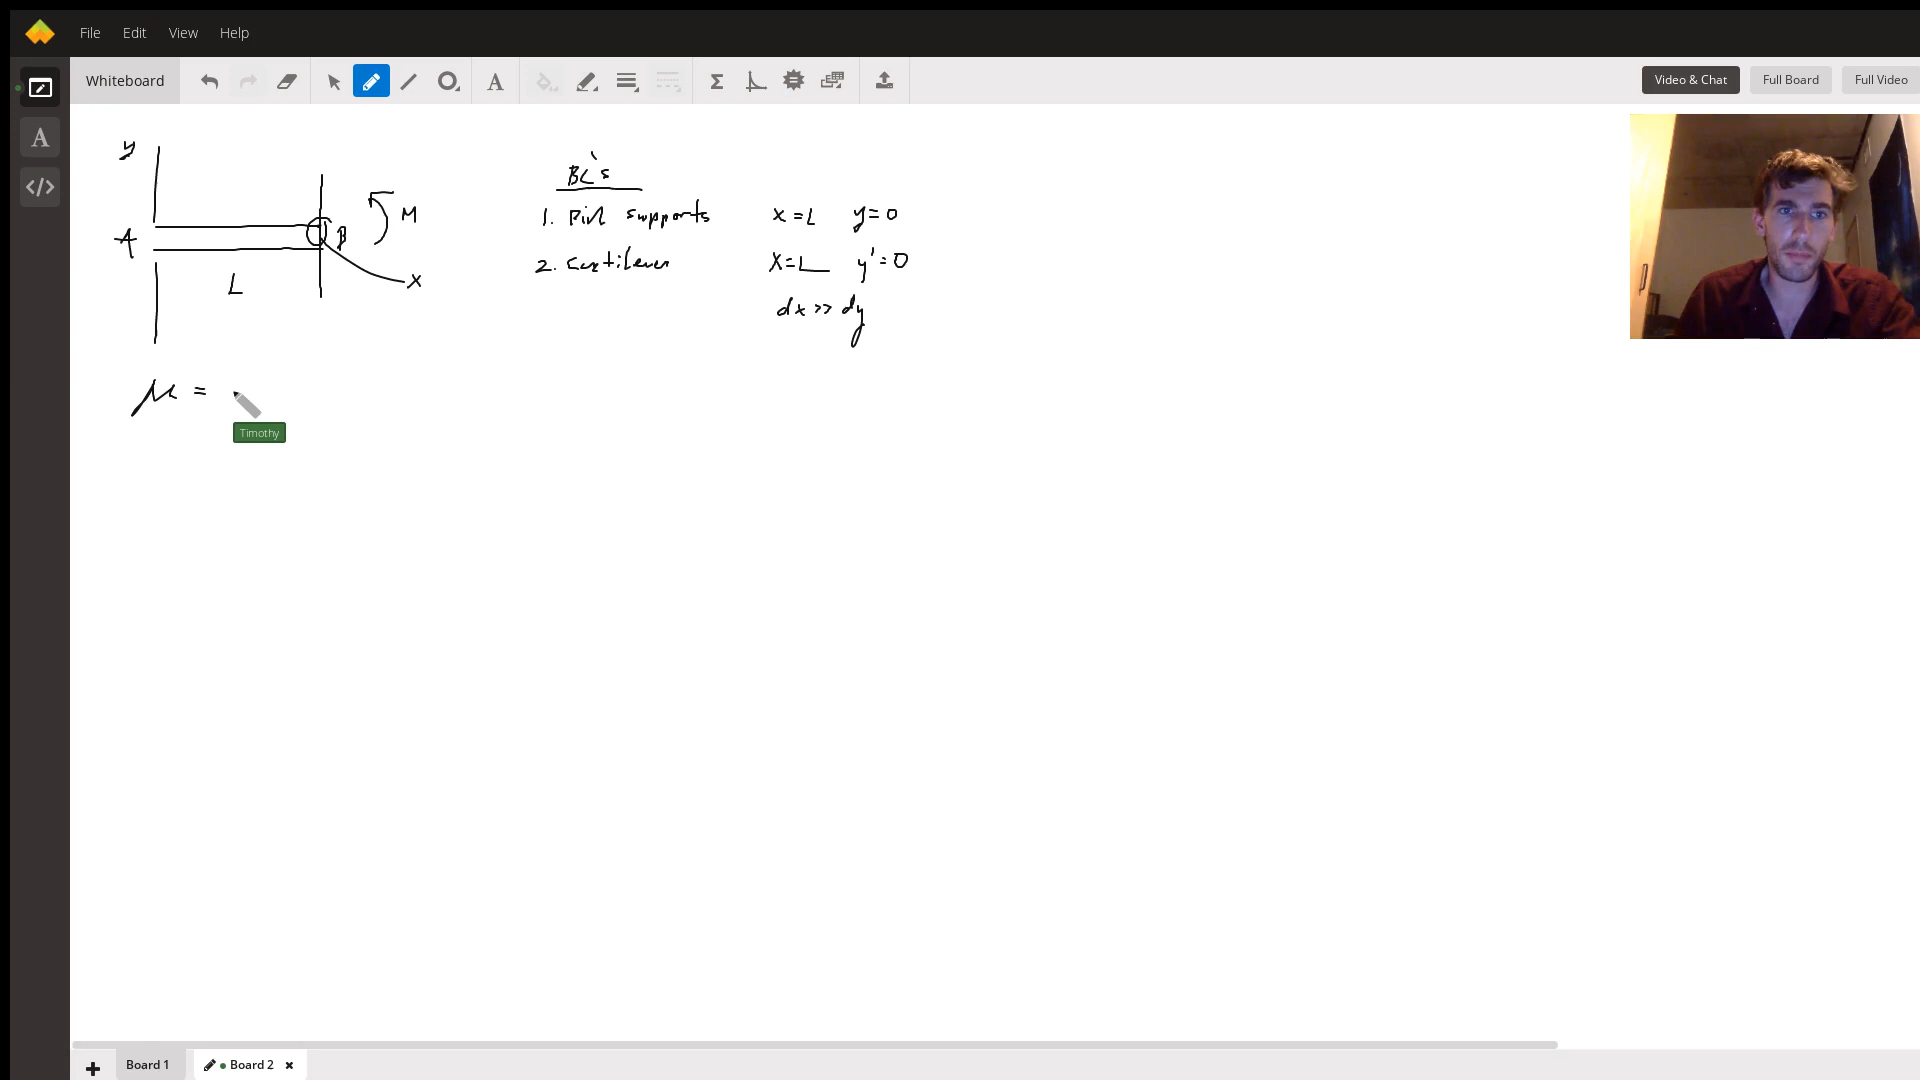 File Edit View Help
Whiteboard
Video & Chat Full Board Full Video
y
A
L
B
M
x
BC's
1. Pin supports x = L y = 0
2. Cantilever x = L y' = 0
dx >> dy
M =
Timothy
Board 1 Board 2